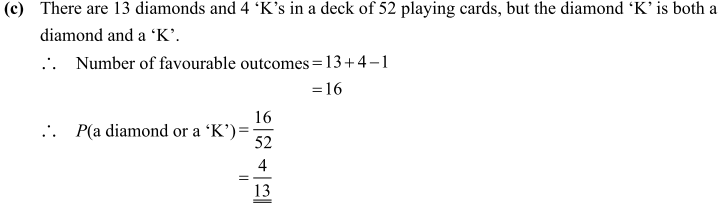 (c) There are 13 diamonds and 4 ‘K’s in a deck of 52 playing cards, but the diamond ‘K’ is both a
diamond and a ‘K’.
∴ Number of favourable outcomes = 13 + 4 − 1
= 16
∴ P(a diamond or a ‘K’) = 16/52
= 4/13